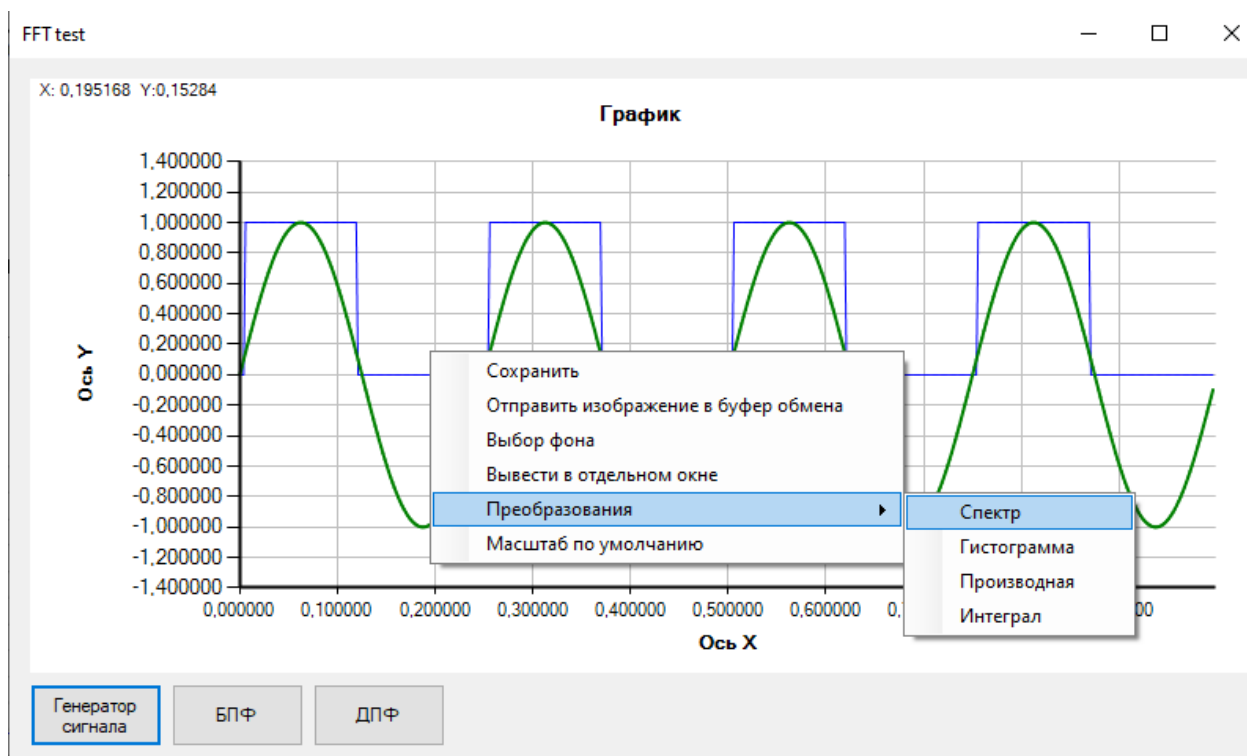 FFT test
X: 0,195168 Y:0,15284
График
1,400000
1,200000
1,000000
0,800000
0,600000
0,400000
0,200000
0,000000
-0,200000
-0,400000
-0,600000
-0,800000
-1,000000
-1,200000
-1,400000
Ось Y
Сохранить
Отправить изображение в буфер обмена
Выбор фона
Вывести в отдельном окне
Преобразования
Масштаб по умолчанию
Спектр
Гистограмма
Производная
Интеграл
0,000000 0,100000 0,200000 0,300000 0,400000 0,500000 0,600000
Ось X
Генератор
сигнала
БПФ
ДПФ